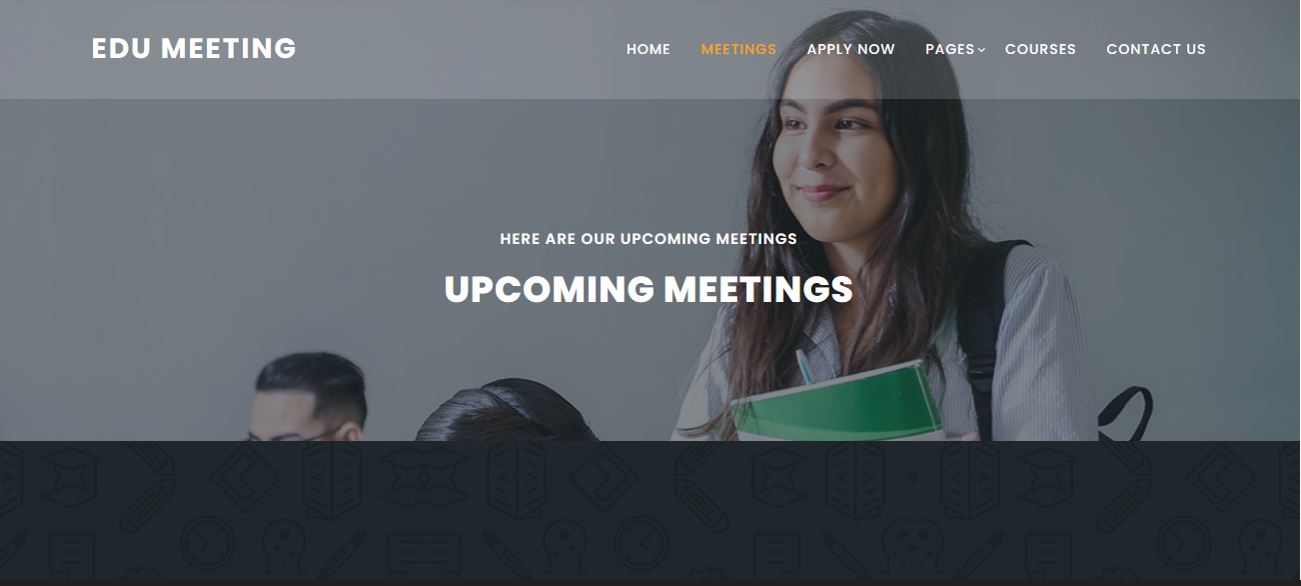 EDU MEETING
HOME MEETINGS APPLY NOW PAGES COURSES CONTACT US
HERE ARE OUR UPCOMING MEETINGS
UPCOMING MEETINGS